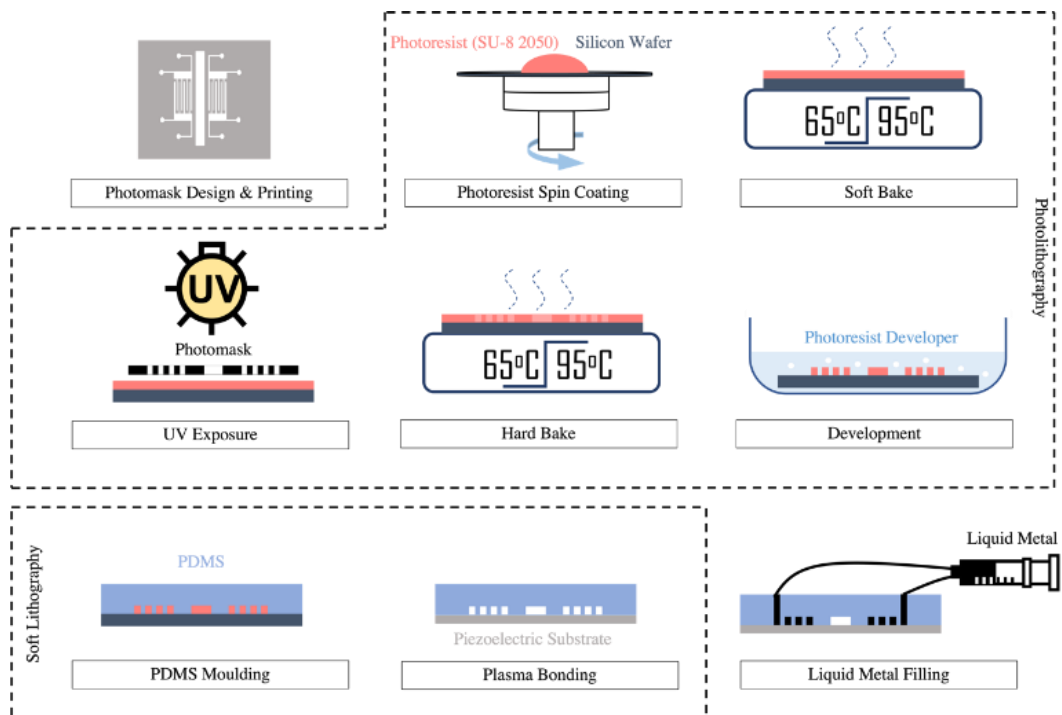 Photoresist (SU-8 2050) Silicon Wafer
65°C 95°C
Photomask Design & Printing
Photoresist Spin Coating
Soft Bake
Photolithography
UV
Photomask
65°C 95°C
Photoresist Developer
UV Exposure
Hard Bake
Development
Soft Lithography
PDMS
Piezoelectric Substrate
Liquid Metal
PDMS Moulding
Plasma Bonding
Liquid Metal Filling